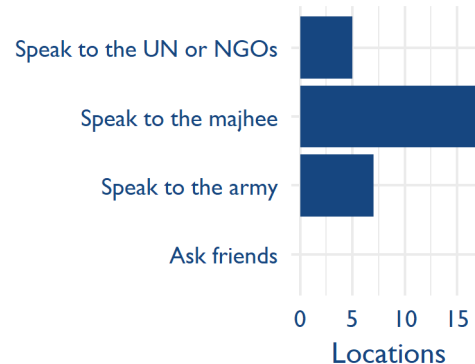 Speak to the UN or NGOs
Speak to the majhee
Speak to the army
Ask friends
0 5 10 15
Locations